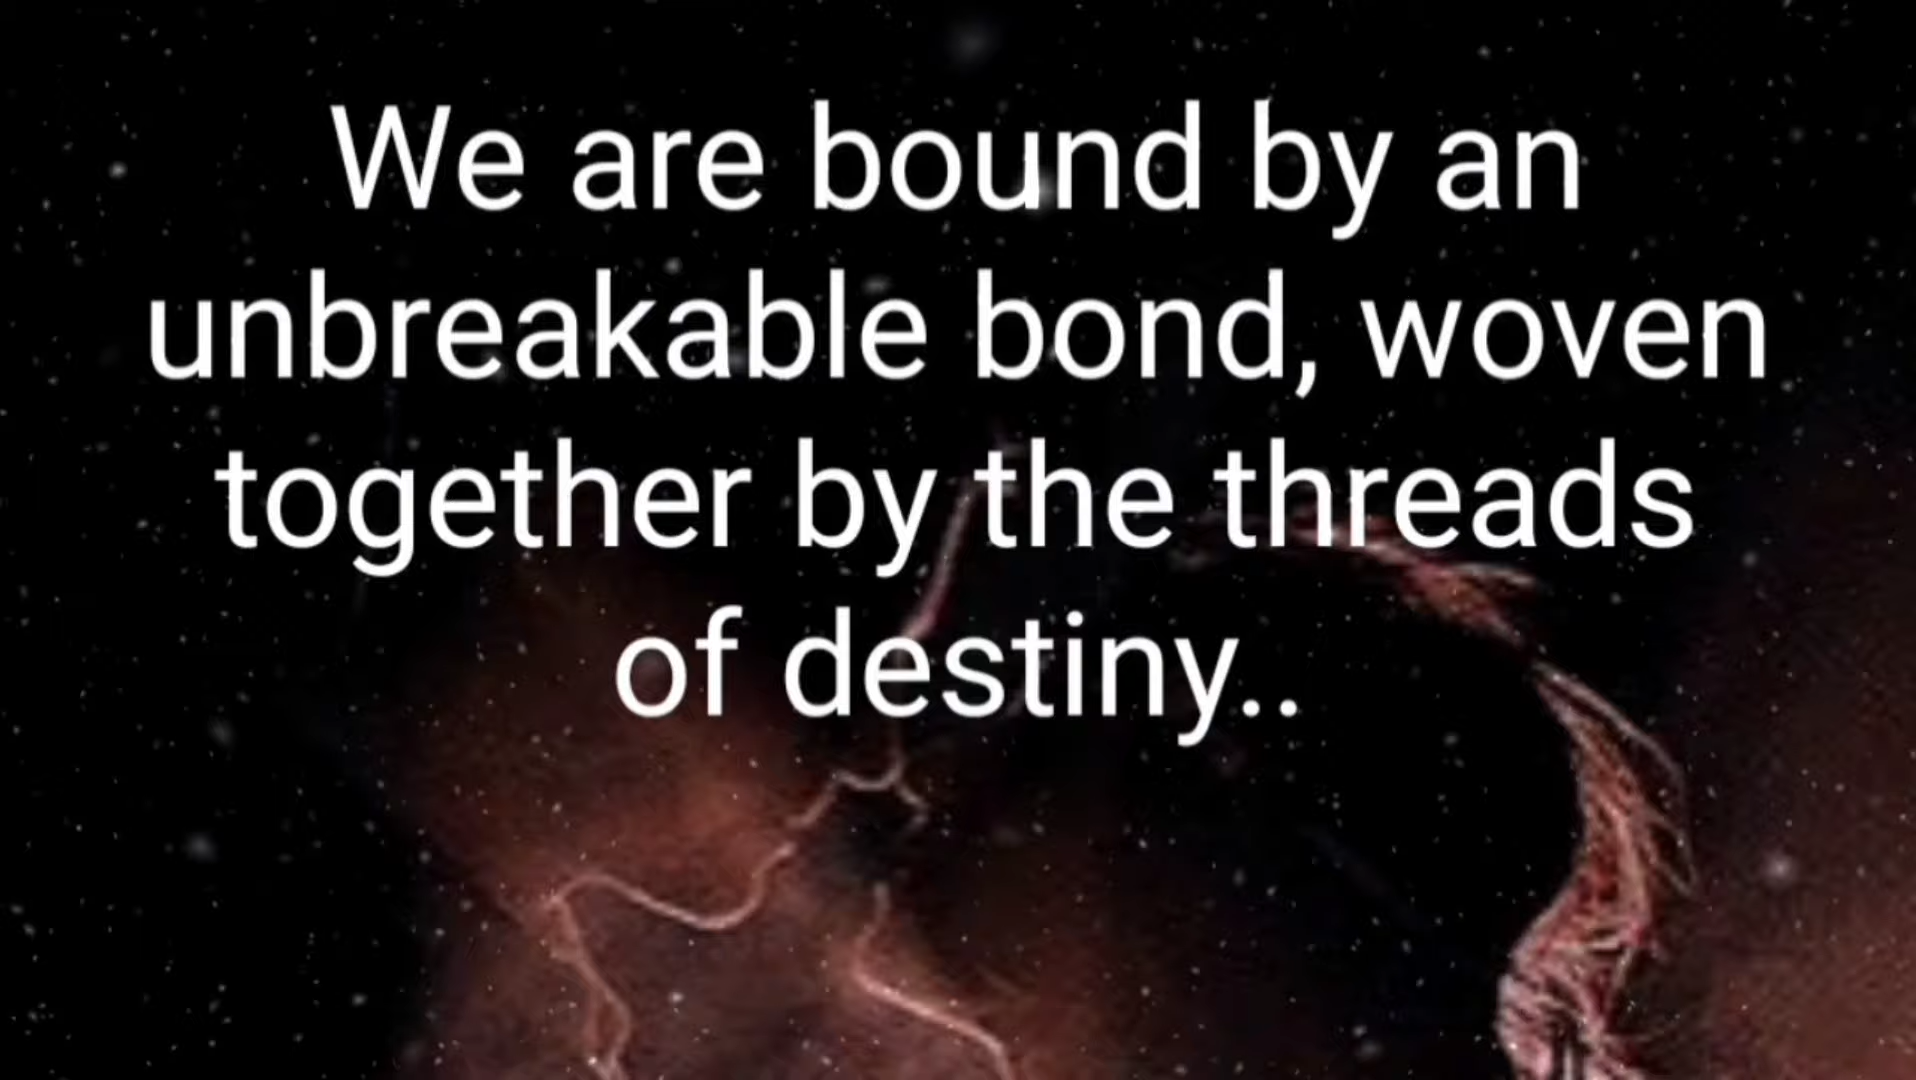 We are bound by an
unbreakable bond, woven
together by the threads
of destiny..